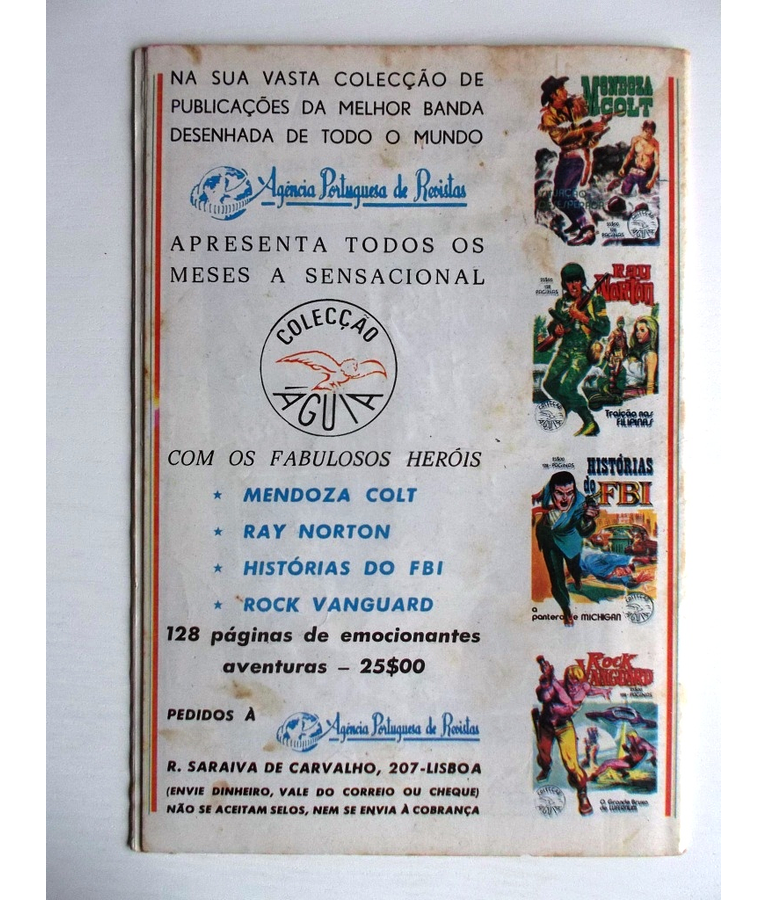 NA SUA VASTA COLECÇÃO DE
PUBLICAÇÕES DA MELHOR BANDA
DESENHADA DE TODO O MUNDO
Agência Portuguesa de Revistas
APRESENTA TODOS OS
MESES A SENSACIONAL
COLECÇÃO
ÁGUIA
COM OS FABULOSOS HERÓIS
★ MENDOZA COLT
★ RAY NORTON
★ HISTÓRIAS DO FBI
★ ROCK VANGUARD
128 páginas de emocionantes
aventuras – 25$00
PEDIDOS À
Agência Portuguesa de Revistas
R. SARAIVA DE CARVALHO, 207-LISBOA
(ENVIE DINHEIRO, VALE DO CORREIO OU CHEQUE)
NÃO SE ACEITAM SELOS, NEM SE ENVIA À COBRANÇA
MENDOZA
COLT
RAY
NORTON
Traição nas
FILIPINAS
HISTÓRIAS
do FBI
a
pantera de MICHIGAN
ROCK
VANGUARD